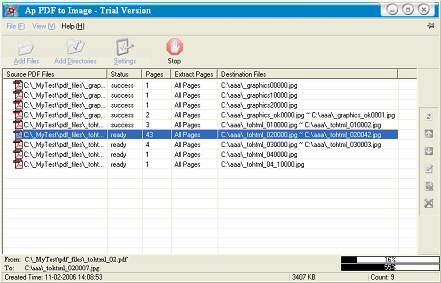 Ap PDF to Image - Trial Version
File (F) View (V) Help (H)
Add Files Add Directories Settings Stop
Source PDF Files Status Pages Extract Pages Destination Files
C:\_MyTest\pdf_files\_grap... success 1 All Pages C:\aaa\_graphics00000.jpg
C:\_MyTest\pdf_files\_grap... success 1 All Pages C:\aaa\_graphics10000.jpg
C:\_MyTest\pdf_files\_grap... success 1 All Pages C:\aaa\_graphics20000.jpg
C:\_MyTest\pdf_files\_grap... success 2 All Pages C:\aaa\_graphics_ok0000.jpg ~ C:\aaa\_graphics_ok0001.jpg
C:\_MyTest\pdf_files\_toht... success 3 All Pages C:\aaa\_tohtml_010000.jpg ~ C:\aaa\_tohtml_010002.jpg
C:\_MyTest\pdf_files\_toht... ready 43 All Pages C:\aaa\_tohtml_020000.jpg ~ C:\aaa\_tohtml_020042.jpg
C:\_MyTest\pdf_files\_toht... ready 4 All Pages C:\aaa\_tohtml_030000.jpg ~ C:\aaa\_tohtml_030003.jpg
C:\_MyTest\pdf_files\_toht... ready 1 All Pages C:\aaa\_tohtml_040000.jpg
C:\_MyTest\pdf_files\_toht... ready 1 All Pages C:\aaa\_tohtml_04_10000.jpg
From: C:\_MyTest\pdf_files\_tohtml_02.pdf 16%
To: C:\aaa\_tohtml_020007.jpg
Created Time: 11-02-2006 14:08:53 3407 KB Count: 9